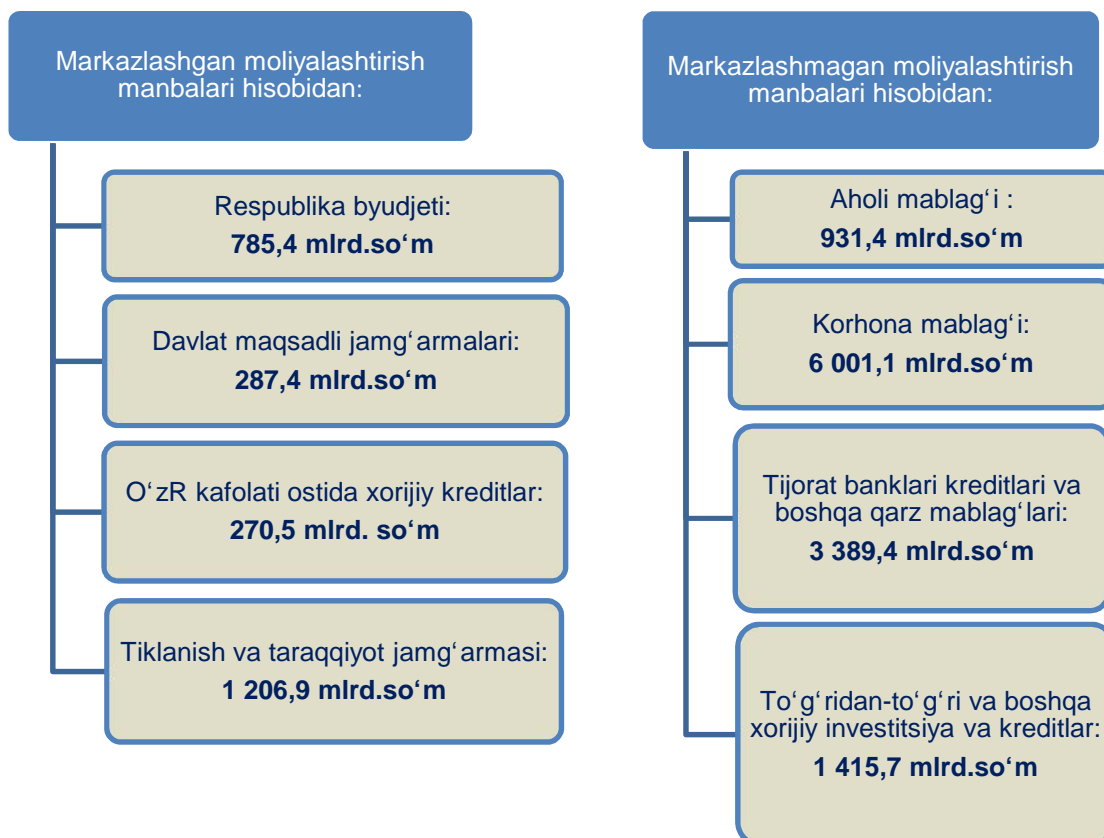 Markazlashgan moliyalashtirish
manbalari hisobidan:
Respublika byudjeti:
785,4 mlrd.so‘m
Davlat maqsadli jamg‘armalari:
287,4 mlrd.so‘m
O‘zR kafolati ostida xorijiy kreditlar:
270,5 mlrd. so‘m
Tiklanish va taraqqiyot jamg‘armasi:
1 206,9 mlrd.so‘m
Markazlashmagan moliyalashtirish
manbalari hisobidan:
Aholi mablag‘i :
931,4 mlrd.so‘m
Korhona mablag‘i:
6 001,1 mlrd.so‘m
Tijorat banklari kreditlari va
boshqa qarz mablag‘lari:
3 389,4 mlrd.so‘m
To‘g‘ridan-to‘g‘ri va boshqa
xorijiy investitsiya va kreditlar:
1 415,7 mlrd.so‘m